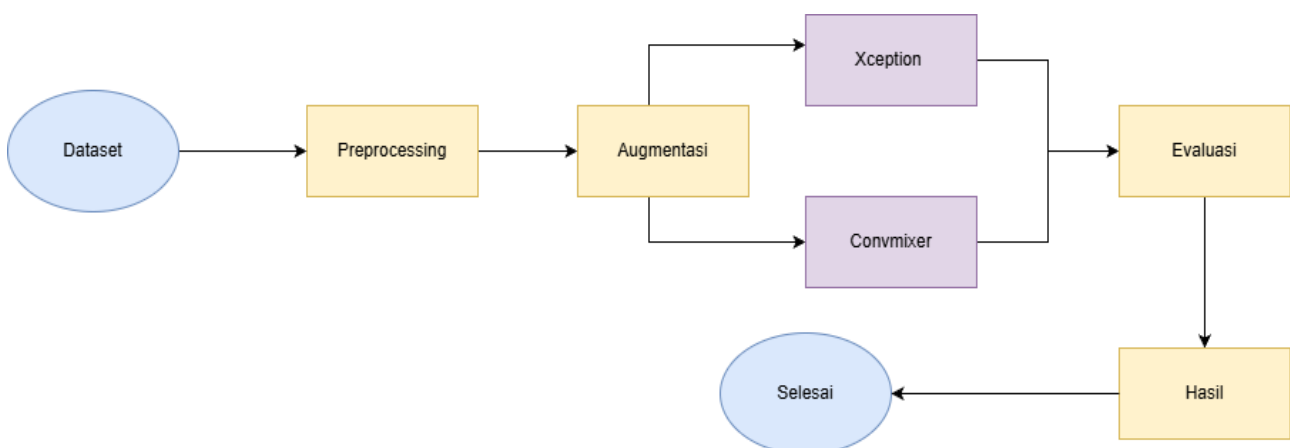 Dataset
Preprocessing
Augmentasi
Xception
Convmixer
Evaluasi
Hasil
Selesai